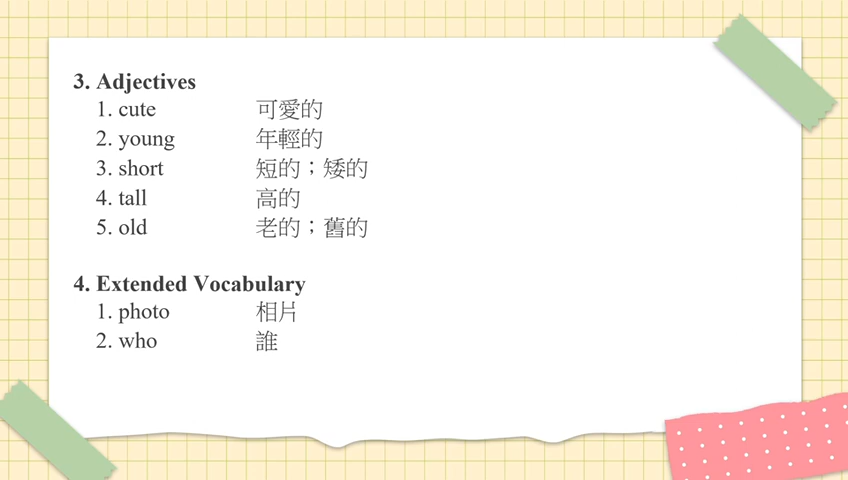 3. Adjectives
1. cute 可愛的
2. young 年輕的
3. short 短的；矮的
4. tall 高的
5. old 老的；舊的
4. Extended Vocabulary
1. photo 相片
2. who 誰